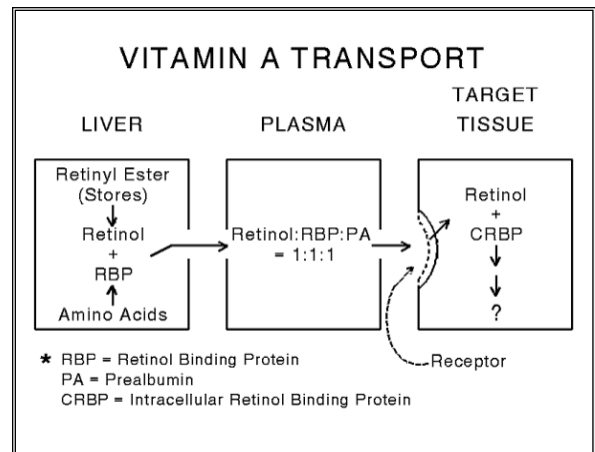 VITAMIN A TRANSPORT
LIVER
PLASMA
TARGET
TISSUE
Retinyl Ester
(Stores)
Retinol
+
RBP
Amino Acids
Retinol:RBP:PA
= 1:1:1
Retinol
+
CRBP
?
Receptor
* RBP = Retinol Binding Protein
PA = Prealbumin
CRBP = Intracellular Retinol Binding Protein